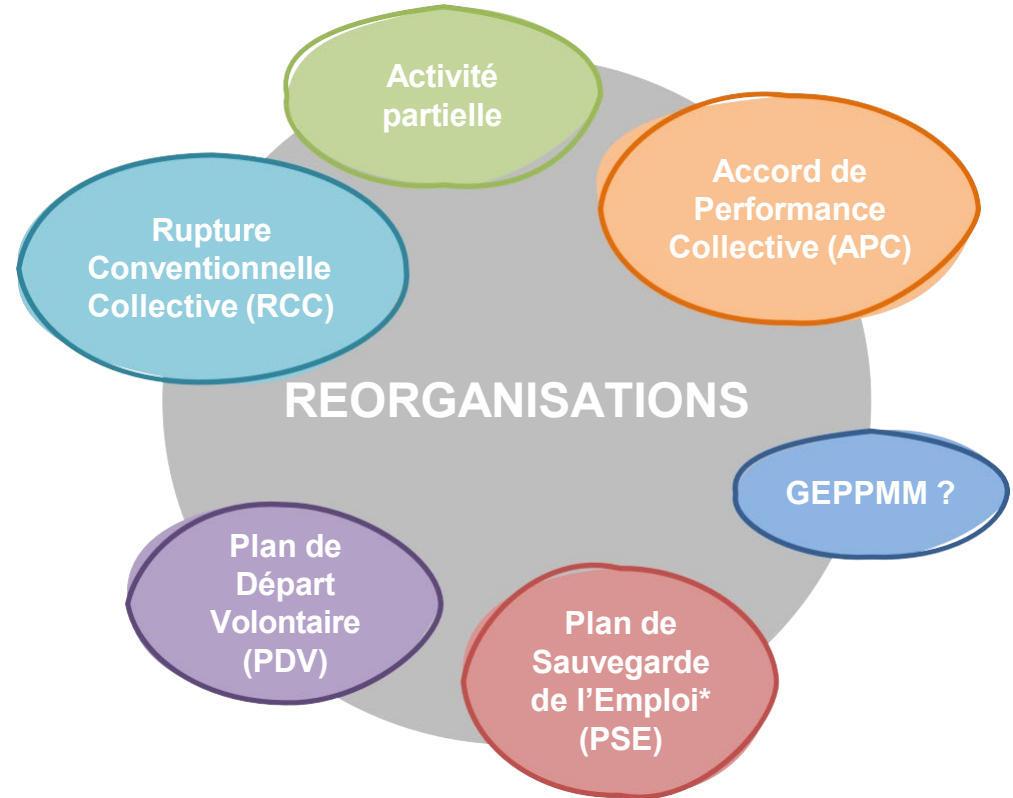 Activité
partielle
Accord de
Performance
Collective (APC)
Rupture
Conventionnelle
Collective (RCC)
REORGANISATIONS
GEPPMM ?
Plan de
Départ
Volontaire
(PDV)
Plan de
Sauvegarde
de l’Emploi*
(PSE)